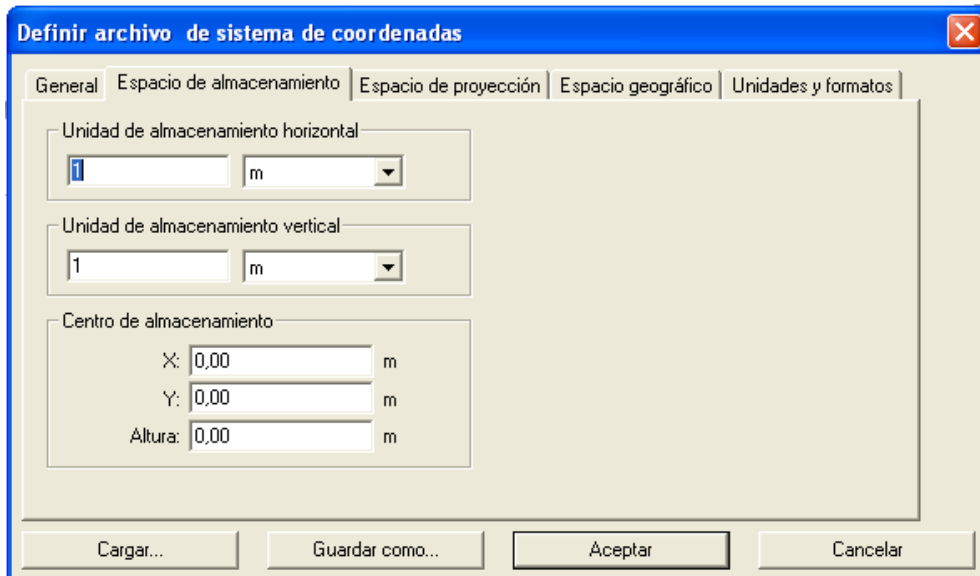 Definir archivo  de sistema de coordenadas
General Espacio de almacenamiento Espacio de proyección Espacio geográfico Unidades y formatos
Unidad de almacenamiento horizontal
1 m
Unidad de almacenamiento vertical
1 m
Centro de almacenamiento
X: 0,00 m
Y: 0,00 m
Altura: 0,00 m
Cargar... Guardar como... Aceptar Cancelar